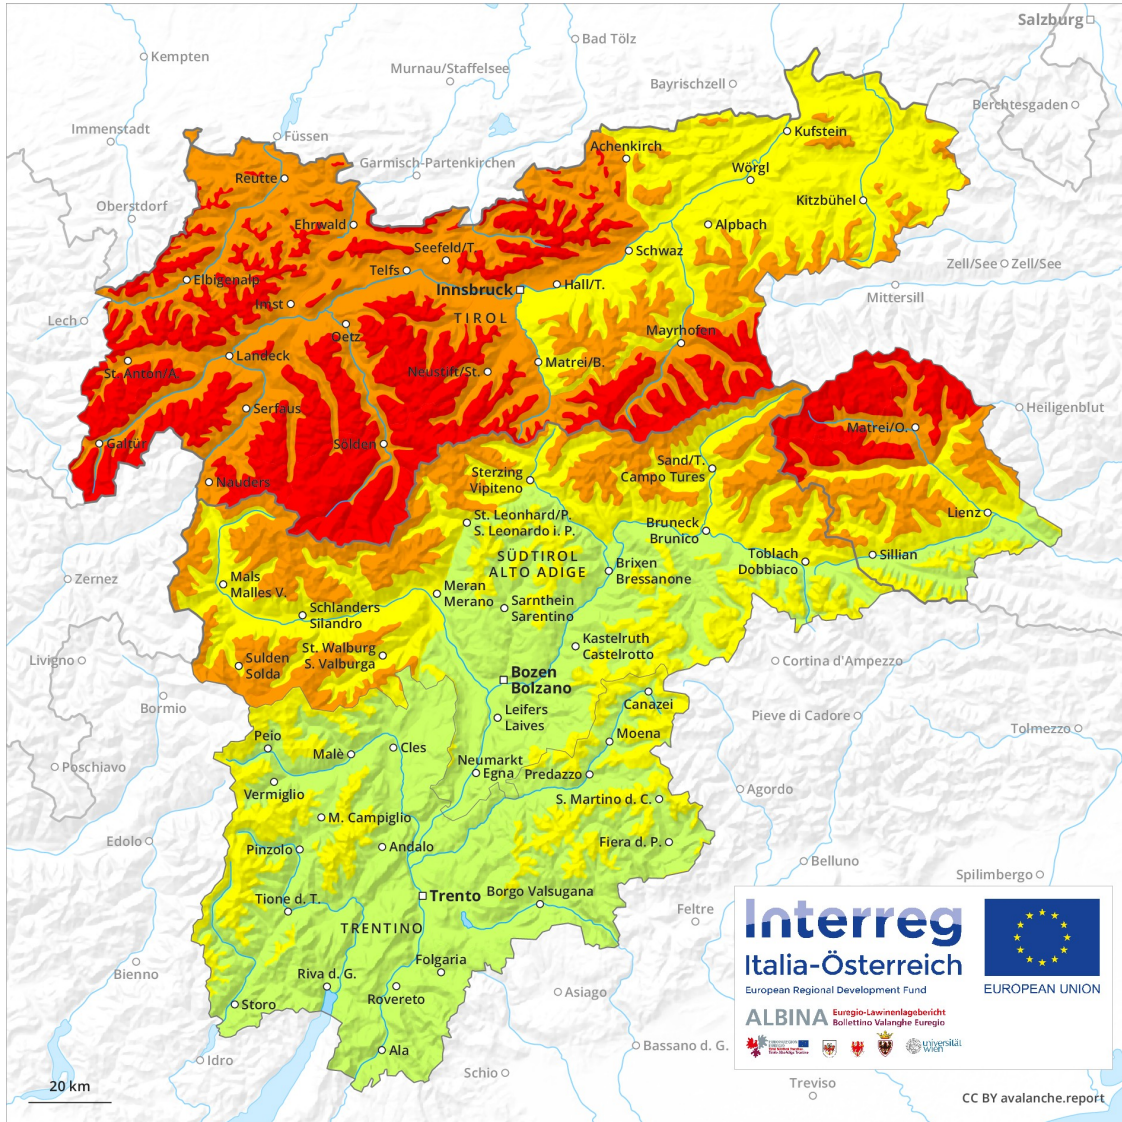 Salzburg
Bad Tölz
Kempten
Murnau/Staffelsee
Bayrischzell
Berchtesgaden
Immenstadt
Füssen
Kufstein
Achenkirch
Garmisch-Partenkirchen
Wörgl
Reutte
Oberstdorf
Kitzbühel
Ehrwald
Alpbach
Seefeld/T.
Schwaz
Telfs
Zell/See
Zell/See
Elbigenalp
Hall/T.
Innsbruck
Mittersill
Imst
TIROL
Lech
Oetz
Mayrhofen
Landeck
Matrei/B.
St. Anton/A.
Neustift/St.
Serfaus
Heiligenblut
Matrei/O.
Galtür
Sölden
Sand/T.
Campo Tures
Sterzing
Vipiteno
Nauders
St. Leonhard/P.
S. Leonardo i. P.
Lienz
Bruneck
Brunico
SÜDTIROL
ALTO ADIGE
Toblach
Dobbiaco
Sillian
Brixen
Bressanone
Zernez
Mals
Malles V.
Meran
Merano
Sarnthein
Sarentino
Schlanders
Silandro
Kastelruth
Castelrotto
St. Walburg
S. Valburga
Livigno
Sulden
Solda
Cortina d'Ampezzo
Bozen
Bolzano
Bormio
Canazei
Leifers
Laives
Pieve di Cadore
Tolmezzo
Peio
Moena
Malè
Cles
Neumarkt
Egna
Predazzo
Poschiavo
Vermiglio
Agordo
S. Martino d. C.
M. Campiglio
Edolo
Pinzolo
Andalo
Fiera d. P.
Belluno
Spilimbergo
Trento
Borgo Valsugana
Tione d. T.
Feltre
TRENTINO
Folgaria
Bienno
Riva d. G.
Rovereto
Asiago
Storo
Ala
Idro
Schio
Bassano d. G.
Treviso
Interreg
Italia-Österreich
European Regional Development Fund
EUROPEAN UNION
ALBINA
Euregio-Lawinenlagebericht
Bollettino Valanghe Euregio
universität
wien
20 km
CC BY avalanche.report